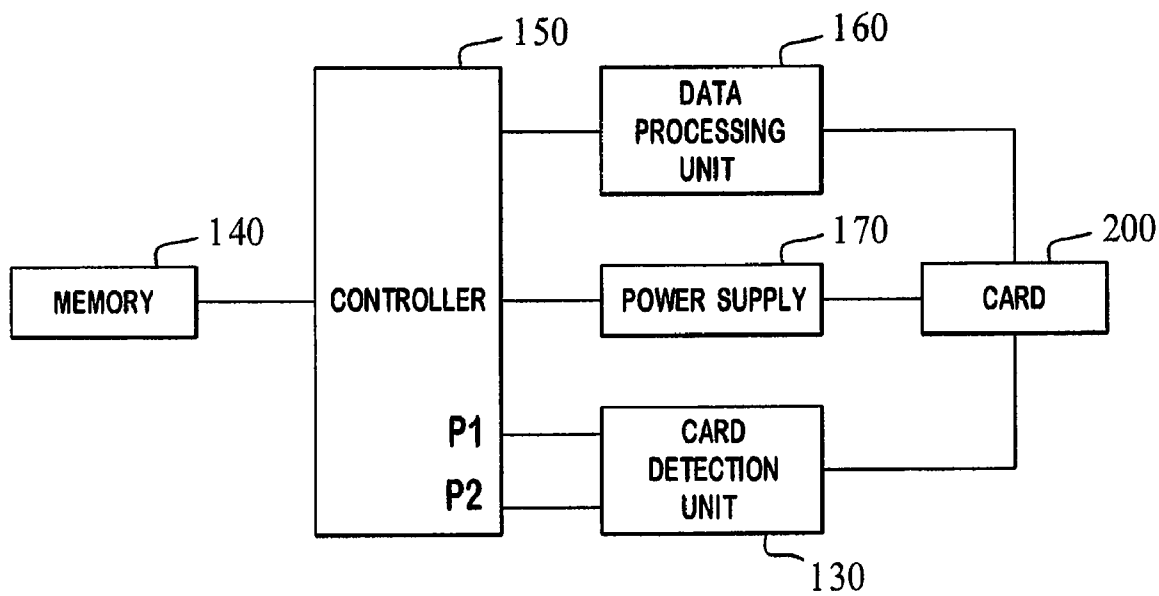 150
160
DATA
PROCESSING
UNIT
140
170
200
MEMORY
CONTROLLER
POWER SUPPLY
CARD
P1
P2
CARD
DETECTION
UNIT
130